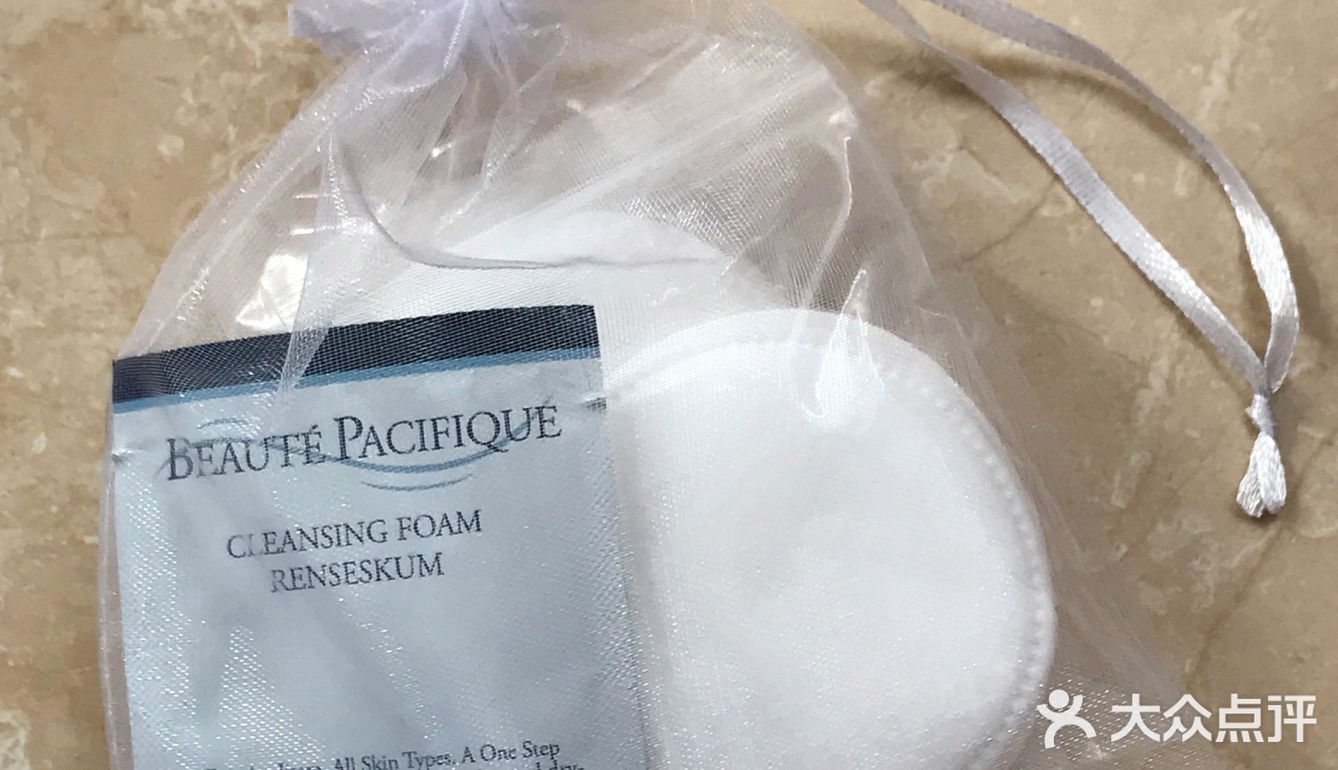 BEAUTÉ PACIFIQUE
CLEANSING FOAM
RENSESKUM
All Skin Types. A One Step
大众点评